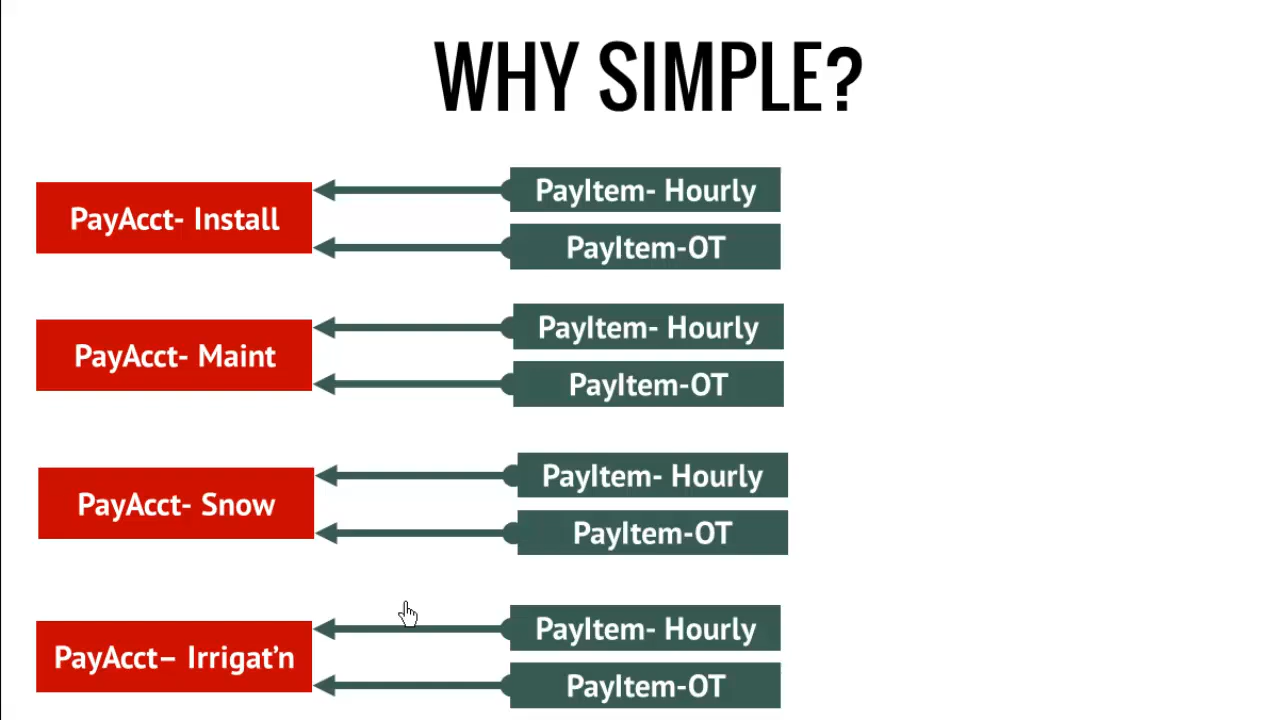 WHY SIMPLE?
PayAcct- Install
PayItem- Hourly
PayItem-OT
PayAcct- Maint
PayItem- Hourly
PayItem-OT
PayAcct- Snow
PayItem- Hourly
PayItem-OT
PayAcct– Irrigat’n
PayItem- Hourly
PayItem-OT